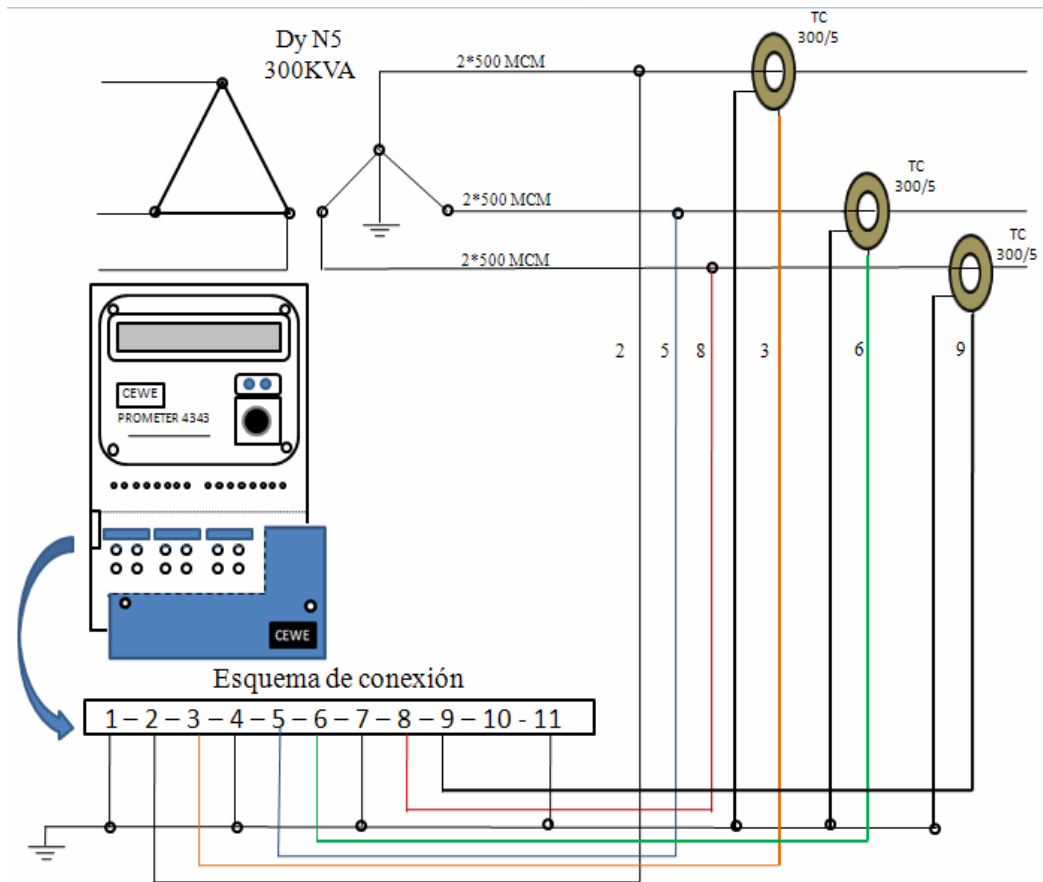 Dy N5
300KVA
2*500 MCM
TC
300/5
2*500 MCM
TC
300/5
2*500 MCM
TC
300/5
2
5
8
3
6
9
CEWE
PROMETER 4343
CEWE
Esquema de conexión
1 – 2 – 3 – 4 – 5 – 6 – 7 – 8 – 9 – 10 - 11